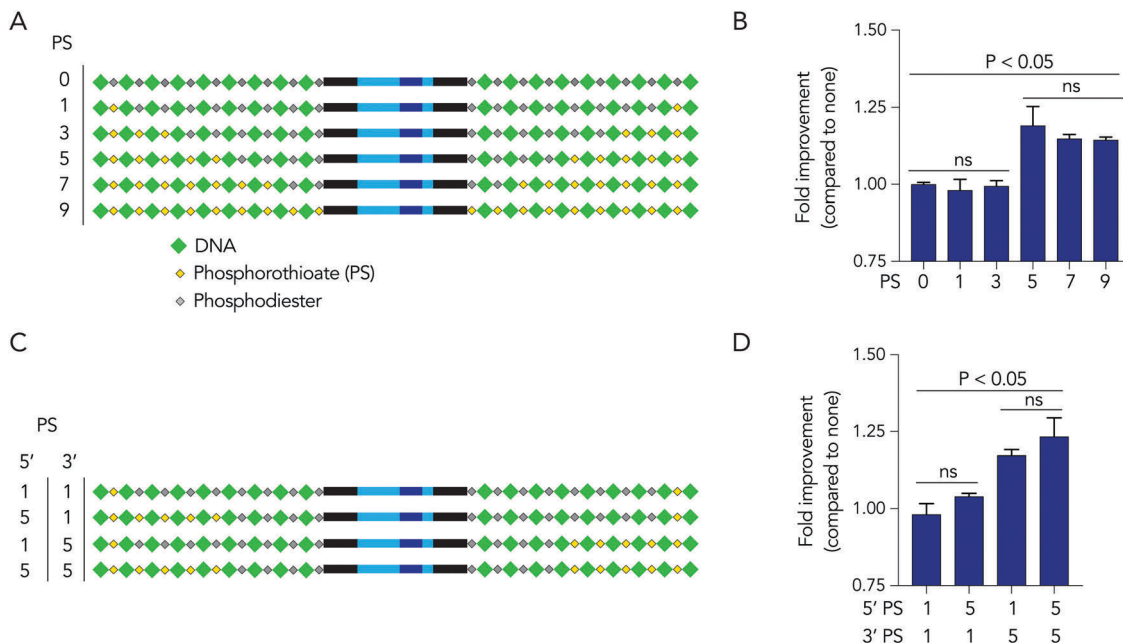 A
PS
0
1
3
5
7
9
DNA
Phosphorothioate (PS)
Phosphodiester
B
Fold improvement
(compared to none)
1.50
1.25
1.00
0.75
P < 0.05
ns
ns
PS 0 1 3 5 7 9
C
PS
5′ 3′
1 1
5 1
1 5
5 5
D
Fold improvement
(compared to none)
1.50
1.25
1.00
0.75
P < 0.05
ns
ns
5′ PS 1 5 1 5
3′ PS 1 1 5 5